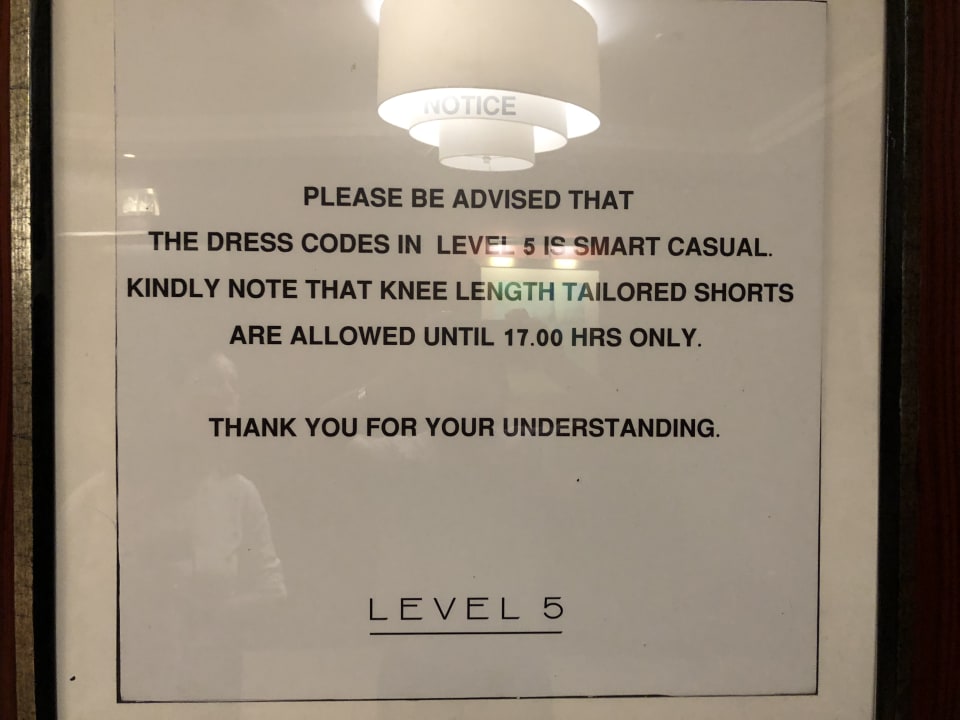 NOTICE
PLEASE BE ADVISED THAT
THE DRESS CODES IN LEVEL 5 IS SMART CASUAL.
KINDLY NOTE THAT KNEE LENGTH TAILORED SHORTS
ARE ALLOWED UNTIL 17.00 HRS ONLY.
THANK YOU FOR YOUR UNDERSTANDING.
LEVEL 5